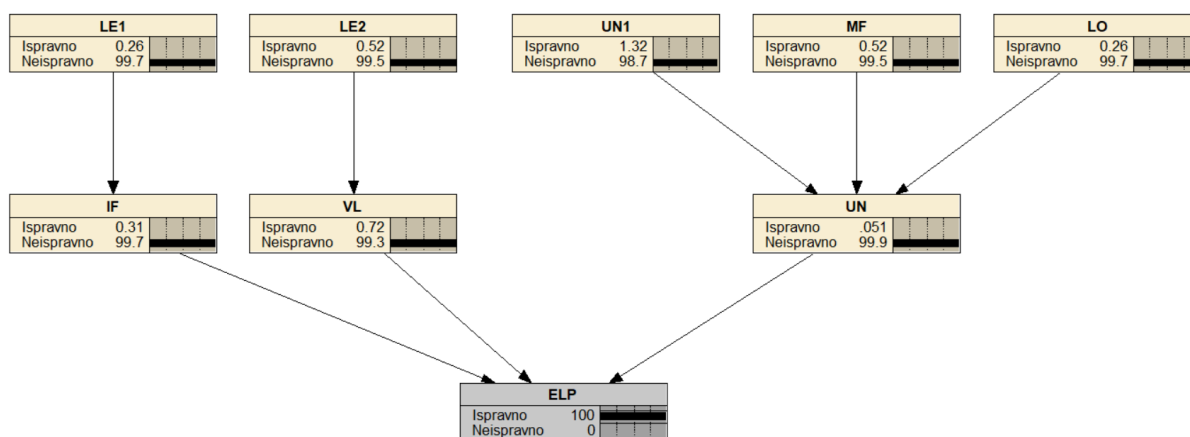 LE1
Ispravno 0.26
Neispravno 99.7
LE2
Ispravno 0.52
Neispravno 99.5
UN1
Ispravno 1.32
Neispravno 98.7
MF
Ispravno 0.52
Neispravno 99.5
LO
Ispravno 0.26
Neispravno 99.7
IF
Ispravno 0.31
Neispravno 99.7
VL
Ispravno 0.72
Neispravno 99.3
UN
Ispravno .051
Neispravno 99.9
ELP
Ispravno 100
Neispravno 0